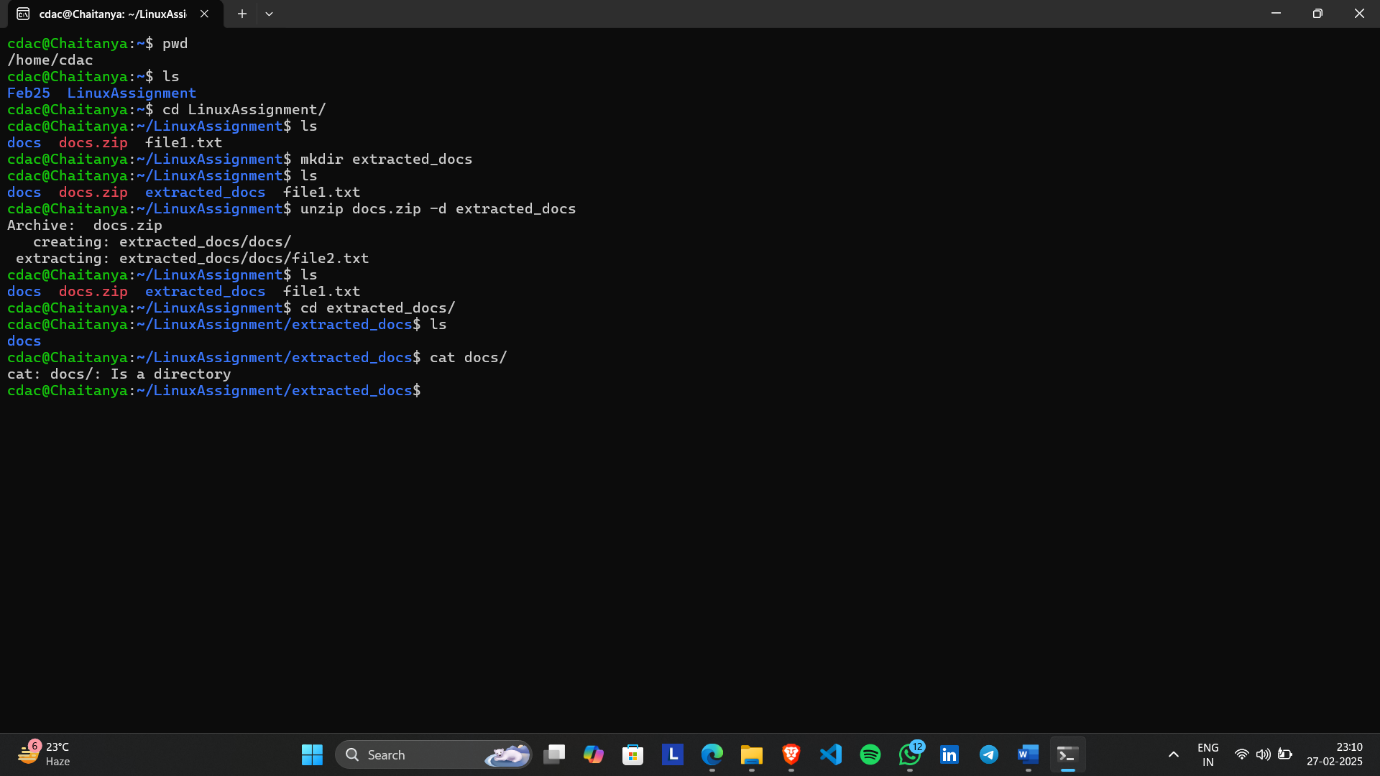 cdac@Chaitanya: ~/LinuxAssi
cdac@Chaitanya:~$ pwd
/home/cdac
cdac@Chaitanya:~$ ls
Feb25  LinuxAssignment
cdac@Chaitanya:~$ cd LinuxAssignment/
cdac@Chaitanya:~/LinuxAssignment$ ls
docs  docs.zip  file1.txt
cdac@Chaitanya:~/LinuxAssignment$ mkdir extracted_docs
cdac@Chaitanya:~/LinuxAssignment$ ls
docs  docs.zip  extracted_docs  file1.txt
cdac@Chaitanya:~/LinuxAssignment$ unzip docs.zip -d extracted_docs
Archive:  docs.zip
   creating: extracted_docs/docs/
 extracting: extracted_docs/docs/file2.txt
cdac@Chaitanya:~/LinuxAssignment$ ls
docs  docs.zip  extracted_docs  file1.txt
cdac@Chaitanya:~/LinuxAssignment$ cd extracted_docs/
cdac@Chaitanya:~/LinuxAssignment/extracted_docs$ ls
docs
cdac@Chaitanya:~/LinuxAssignment/extracted_docs$ cat docs/
cat: docs/: Is a directory
cdac@Chaitanya:~/LinuxAssignment/extracted_docs$
6
23°C
Haze
Search
L
12
in
W
ENG
IN
23:10
27-02-2025